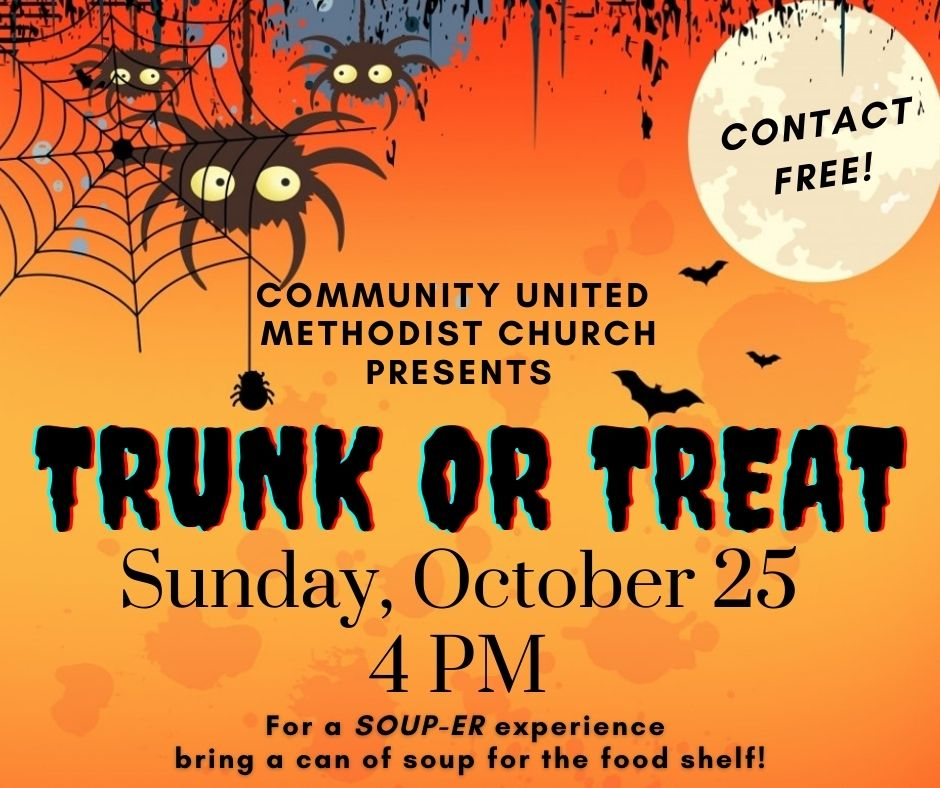 CONTACT
FREE!
COMMUNITY UNITED
METHODIST CHURCH
PRESENTS
TRUNK OR TREAT
Sunday, October 25
4 PM
For a SOUP-ER experience
bring a can of soup for the food shelf!